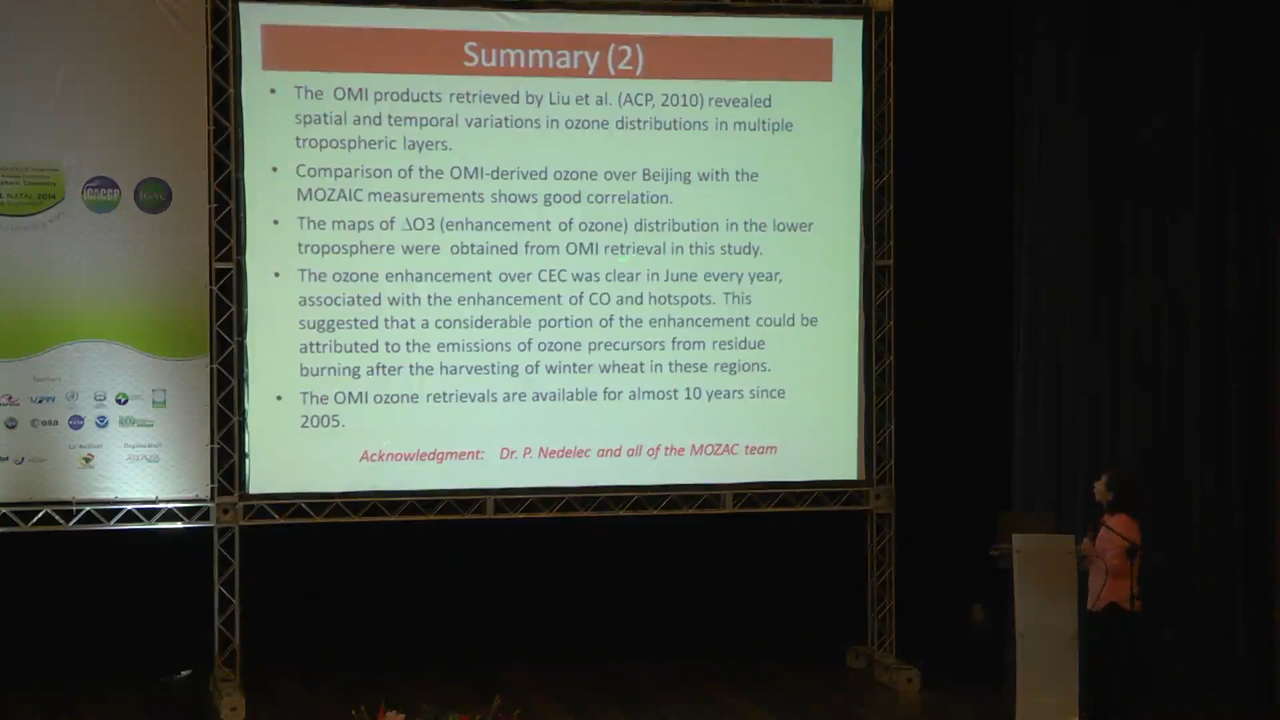 Summary (2)
• The OMI products retrieved by Liu et al. (ACP, 2010) revealed
spatial and temporal variations in ozone distributions in multiple
tropospheric layers.
• Comparison of the OMI-derived ozone over Beijing with the
MOZAIC measurements shows good correlation.
• The maps of ΔO3 (enhancement of ozone) distribution in the lower
troposphere were obtained from OMI retrieval in this study.
• The ozone enhancement over CEC was clear in June every year,
associated with the enhancement of CO and hotspots. This
suggested that a considerable portion of the enhancement could be
attributed to the emissions of ozone precursors from residue
burning after the harvesting of winter wheat in these regions.
• The OMI ozone retrievals are available for almost 10 years since
2005.
Acknowledgment: Dr. P. Nedelec and all of the MOZAC team
NATAL 2014
iCACGP
IGAC
esa